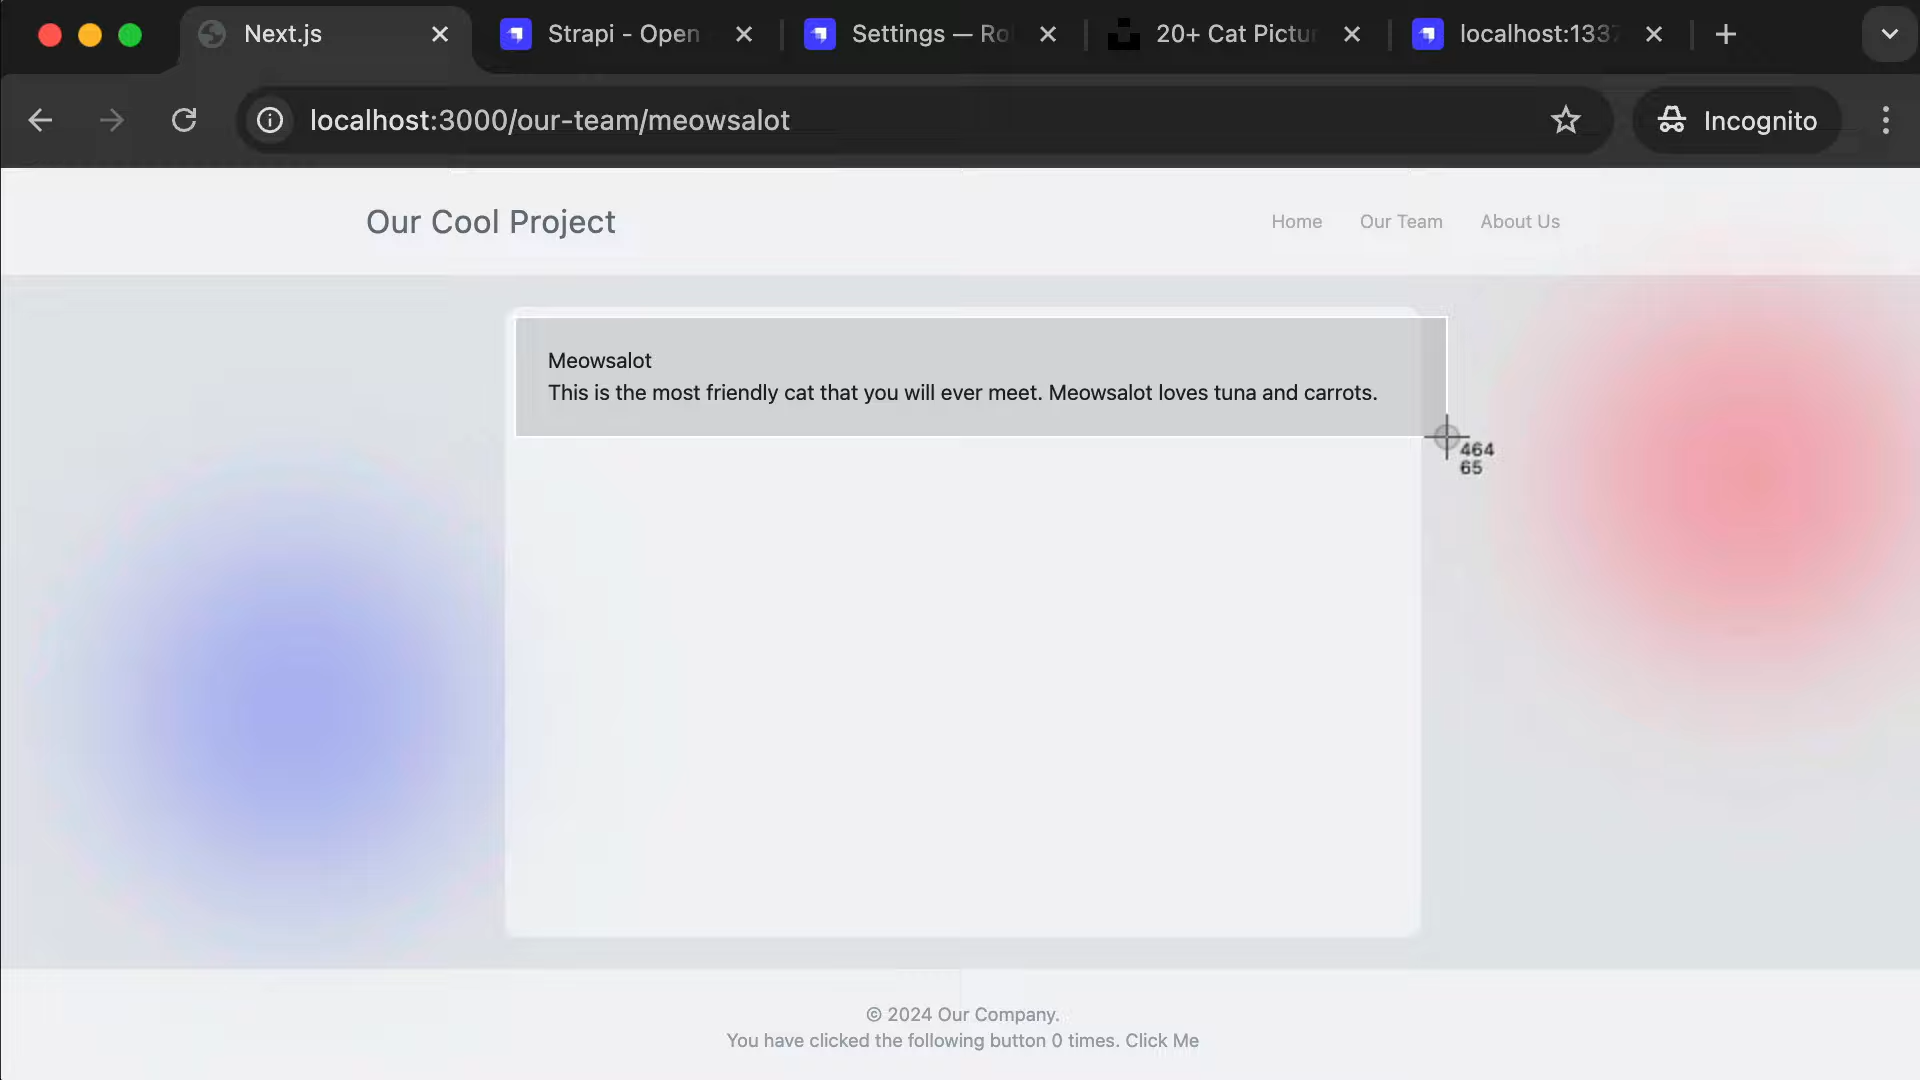 Next.js
Strapi - Open
Settings — Ro
20+ Cat Pictur
localhost:1337
localhost:3000/our-team/meowsalot
Incognito
Our Cool Project
Home
Our Team
About Us
Meowsalot
This is the most friendly cat that you will ever meet. Meowsalot loves tuna and carrots.
464
65
© 2024 Our Company.
You have clicked the following button 0 times. Click Me